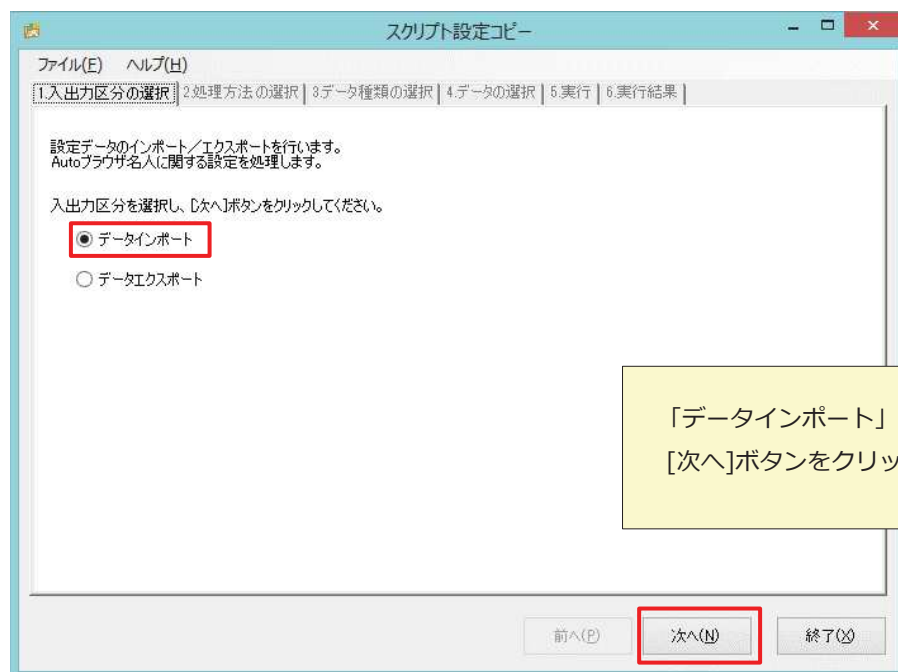 スクリプト設定コピー
ファイル(F) ヘルプ(H)
1.入出力区分の選択 2.処理方法の選択 3.データ種類の選択 4.データの選択 5.実行 6.実行結果
設定データのインポート／エクスポートを行います。
Autoブラウザ名人に関する設定を処理します。
入出力区分を選択し、[次へ]ボタンをクリックしてください。
データインポート
データエクスポート
「データインポート」
[次へ]ボタンをクリッ
前へ(P) 次へ(N) 終了(X)